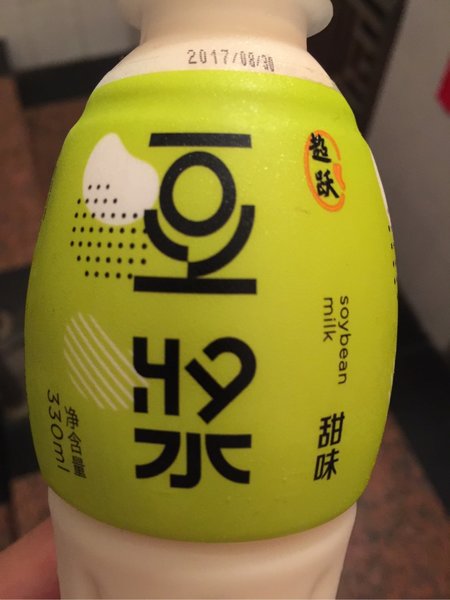 2017/08/30
豆浆
超跃
soybean
milk
甜味
净含量
330ml